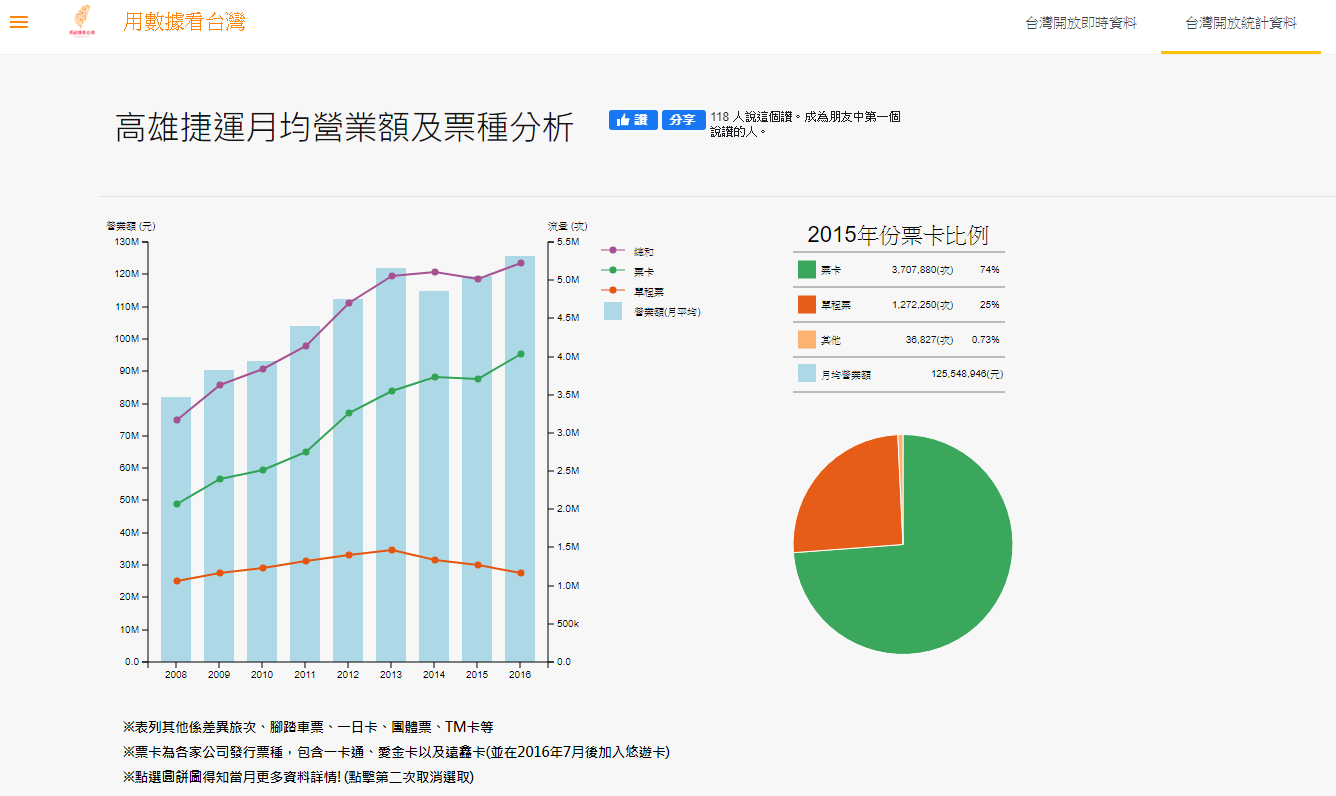 用數據看台灣
台灣開放即時資料
台灣開放統計資料
高雄捷運月均營業額及票種分析
讚
分享
118 人說這個讚。成為朋友中第一個
說讚的人。
營業額 (元)
流量 (次)
130M
120M
110M
100M
90M
80M
70M
60M
50M
40M
30M
20M
10M
0.0
5.5M
5.0M
4.5M
4.0M
3.5M
3.0M
2.5M
2.0M
1.5M
1.0M
500k
0.0
2008 2009 2010 2011 2012 2013 2014 2015 2016
總和
票卡
單程票
營業額(月平均)
2015年份票卡比例
票卡 3,707,880(次) 74%
單程票 1,272,250(次) 25%
其他 36,827(次) 0.73%
月均營業額 125,548,946(元)
※表列其他係差異旅次、腳踏車票、一日卡、團體票、TM卡等
※票卡為各家公司發行票種，包含一卡通、愛金卡以及遠鑫卡(並在2016年7月後加入悠遊卡)
※點選圓餅圖得知當月更多資料詳情! (點擊第二次取消選取)